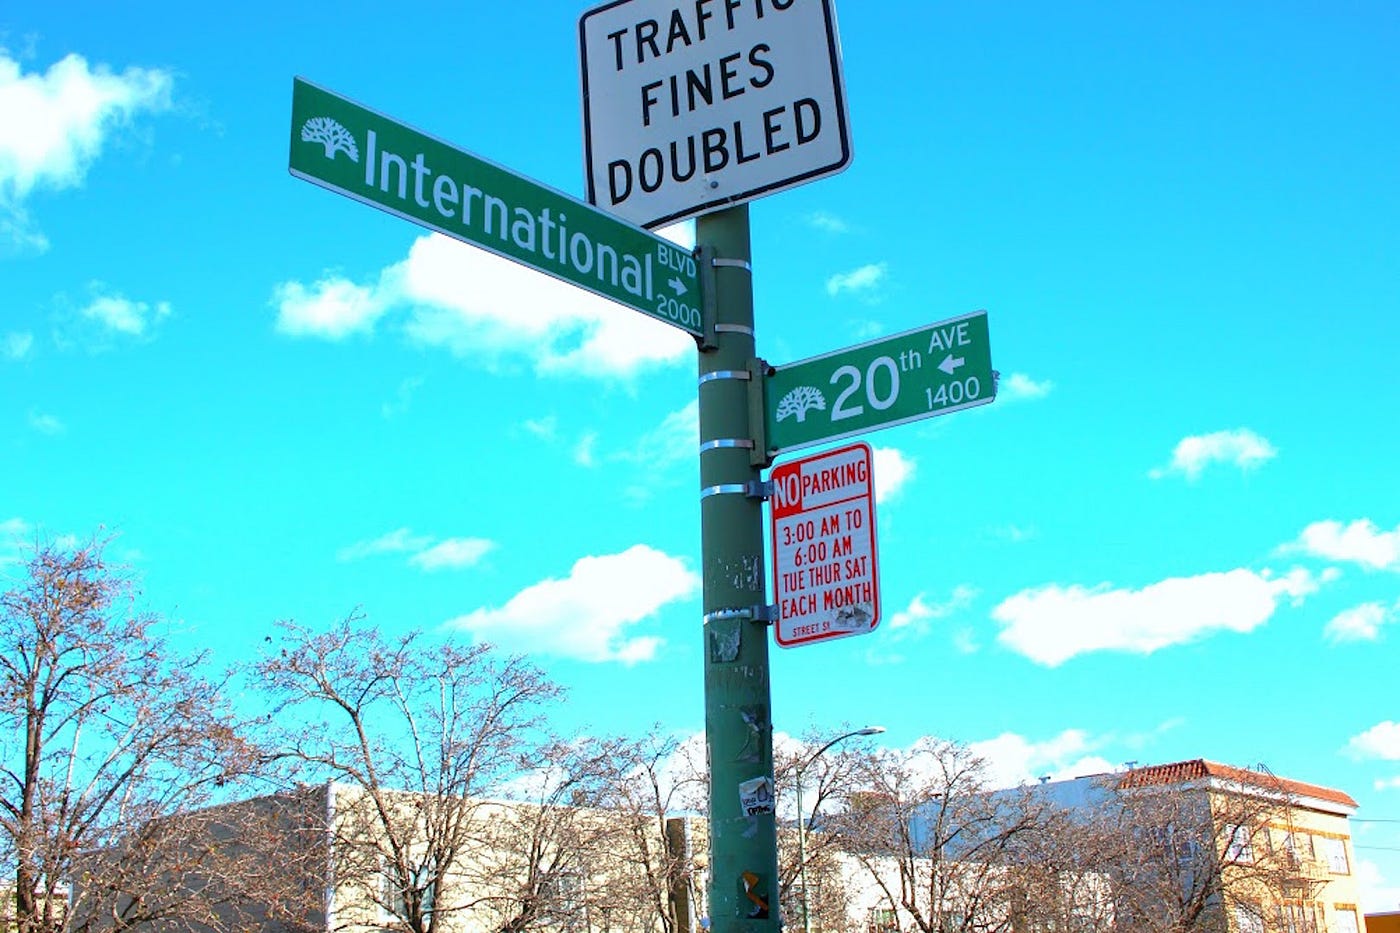 TRAFFIC
FINES
DOUBLED
International BLVD
→
2000
20th AVE
←
1400
NO PARKING
3:00 AM TO
6:00 AM
TUE THUR SAT
EACH MONTH
STREET